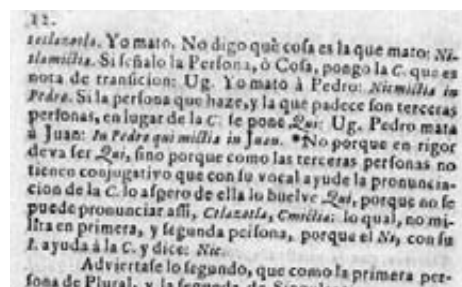 12.
tetlazotla. Yo mato. No digo què cosa es la que mato: Ni-
tlamictia. Si señalo la Persona, ò Cosa, pongo la C. que es
nota de transicion: Ug. Yo mato à Pedro: Nicmictia in
Pedro. Si la persona que haze, y la que padece son terceras
personas, en lugar de la C. se pone Qui: Ug. Pedro mata
à Juan: In Pedro qui mictia in Juan. *No porque en rigor
deva ser Qui, sino porque como las terceras personas no
tienen conjugativo que con su vocal ayude la pronuncia-
cion de la C. lo aspero de ella lo buelve Qui, porque no se
puede pronunciar assi, Ctlazotla, Cmictia: lo qual, no mi-
lita en primera, y segunda persona, porque el Ni, con su
I. ayuda à la C. y dice: Nic.
Adviertase lo segundo, que como la primera per-
sona de Plural, y la segunda de